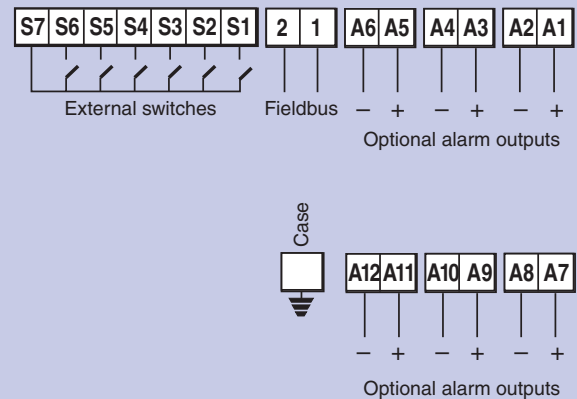 S7 S6 S5 S4 S3 S2 S1 2 1 A6 A5 A4 A3 A2 A1
External switches Fieldbus − + − + − +
Optional alarm outputs
Case
A12 A11 A10 A9 A8 A7
− + − + − +
Optional alarm outputs